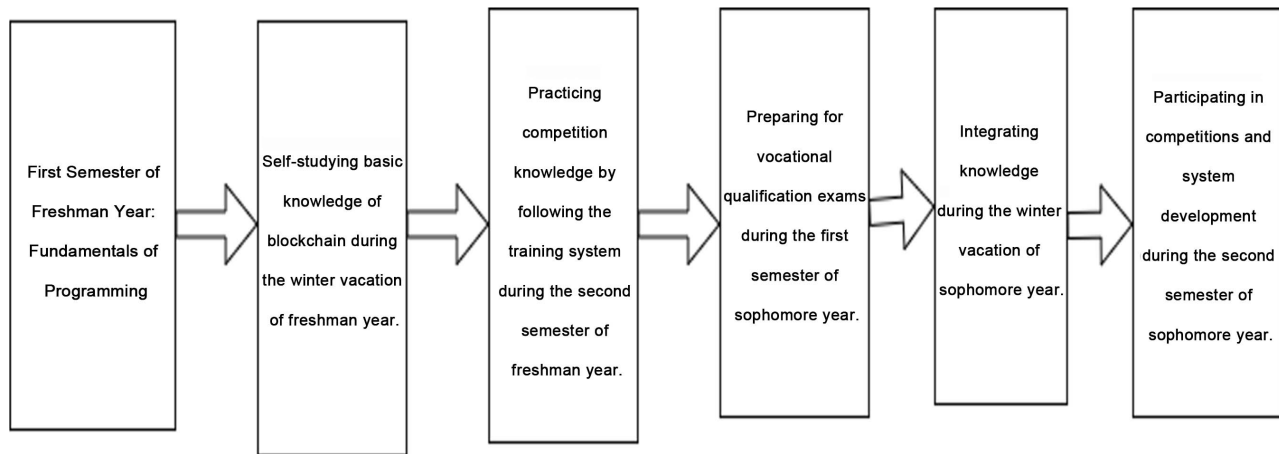 First Semester of
Freshman Year:
Fundamentals of
Programming
Self-studying basic
knowledge of
blockchain during
the winter vacation
of freshman year.
Practicing
competition
knowledge by
following the
training system
during the second
semester of
freshman year.
Preparing for
vocational
qualification exams
during the first
semester of
sophomore year.
Integrating
knowledge
during the winter
vacation of
sophomore year.
Participating in
competitions and
system
development
during the second
semester of
sophomore year.